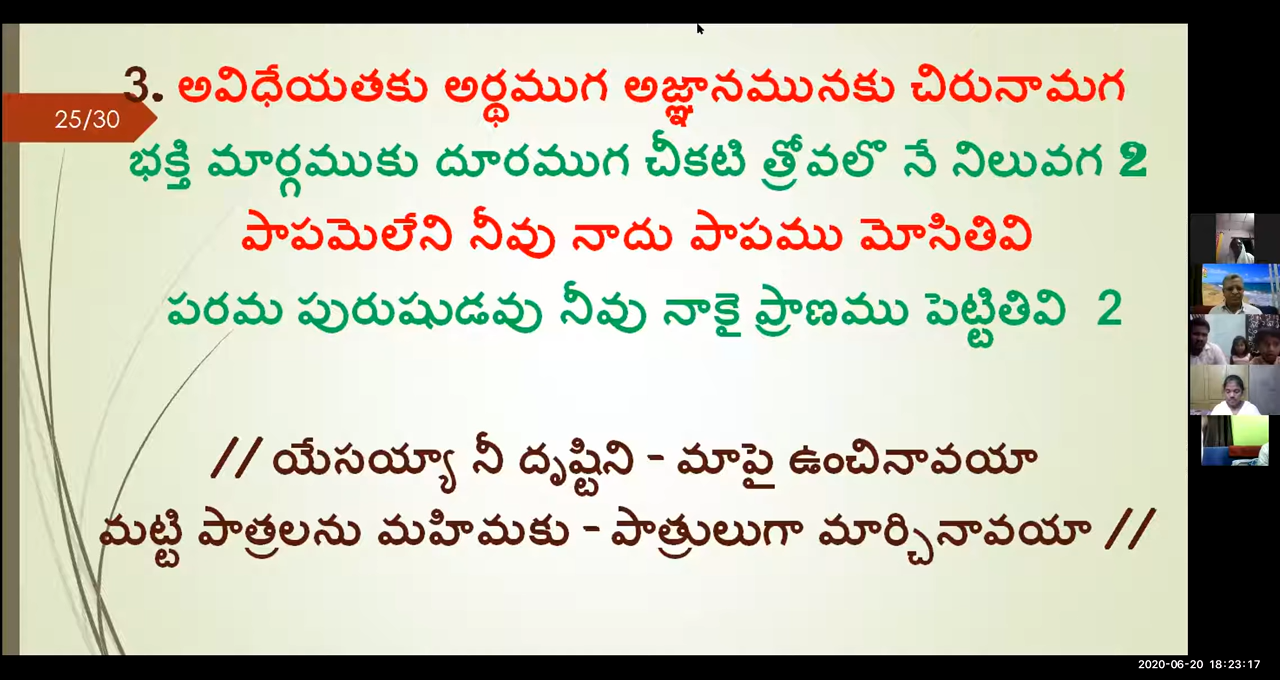 3. అవిధేయతకు అర్థముగ అజ్ఞానమునకు చిరునామగ
25/30
భక్తి మార్గముకు దూరముగ చీకటి త్రోవలొ నే నిలువగ 2
పాపమెలేని నీవు నాదు పాపము మోసితివి
పరమ పురుషుడవు నీవు నాకై ప్రాణము పెట్టితివి 2
// యేసయ్యా నీ దృష్టిని - మాపై ఉంచినావయా
మట్టి పాత్రలను మహిమకు - పాత్రులుగా మార్చినావయా //
2020-06-20 18:23:17